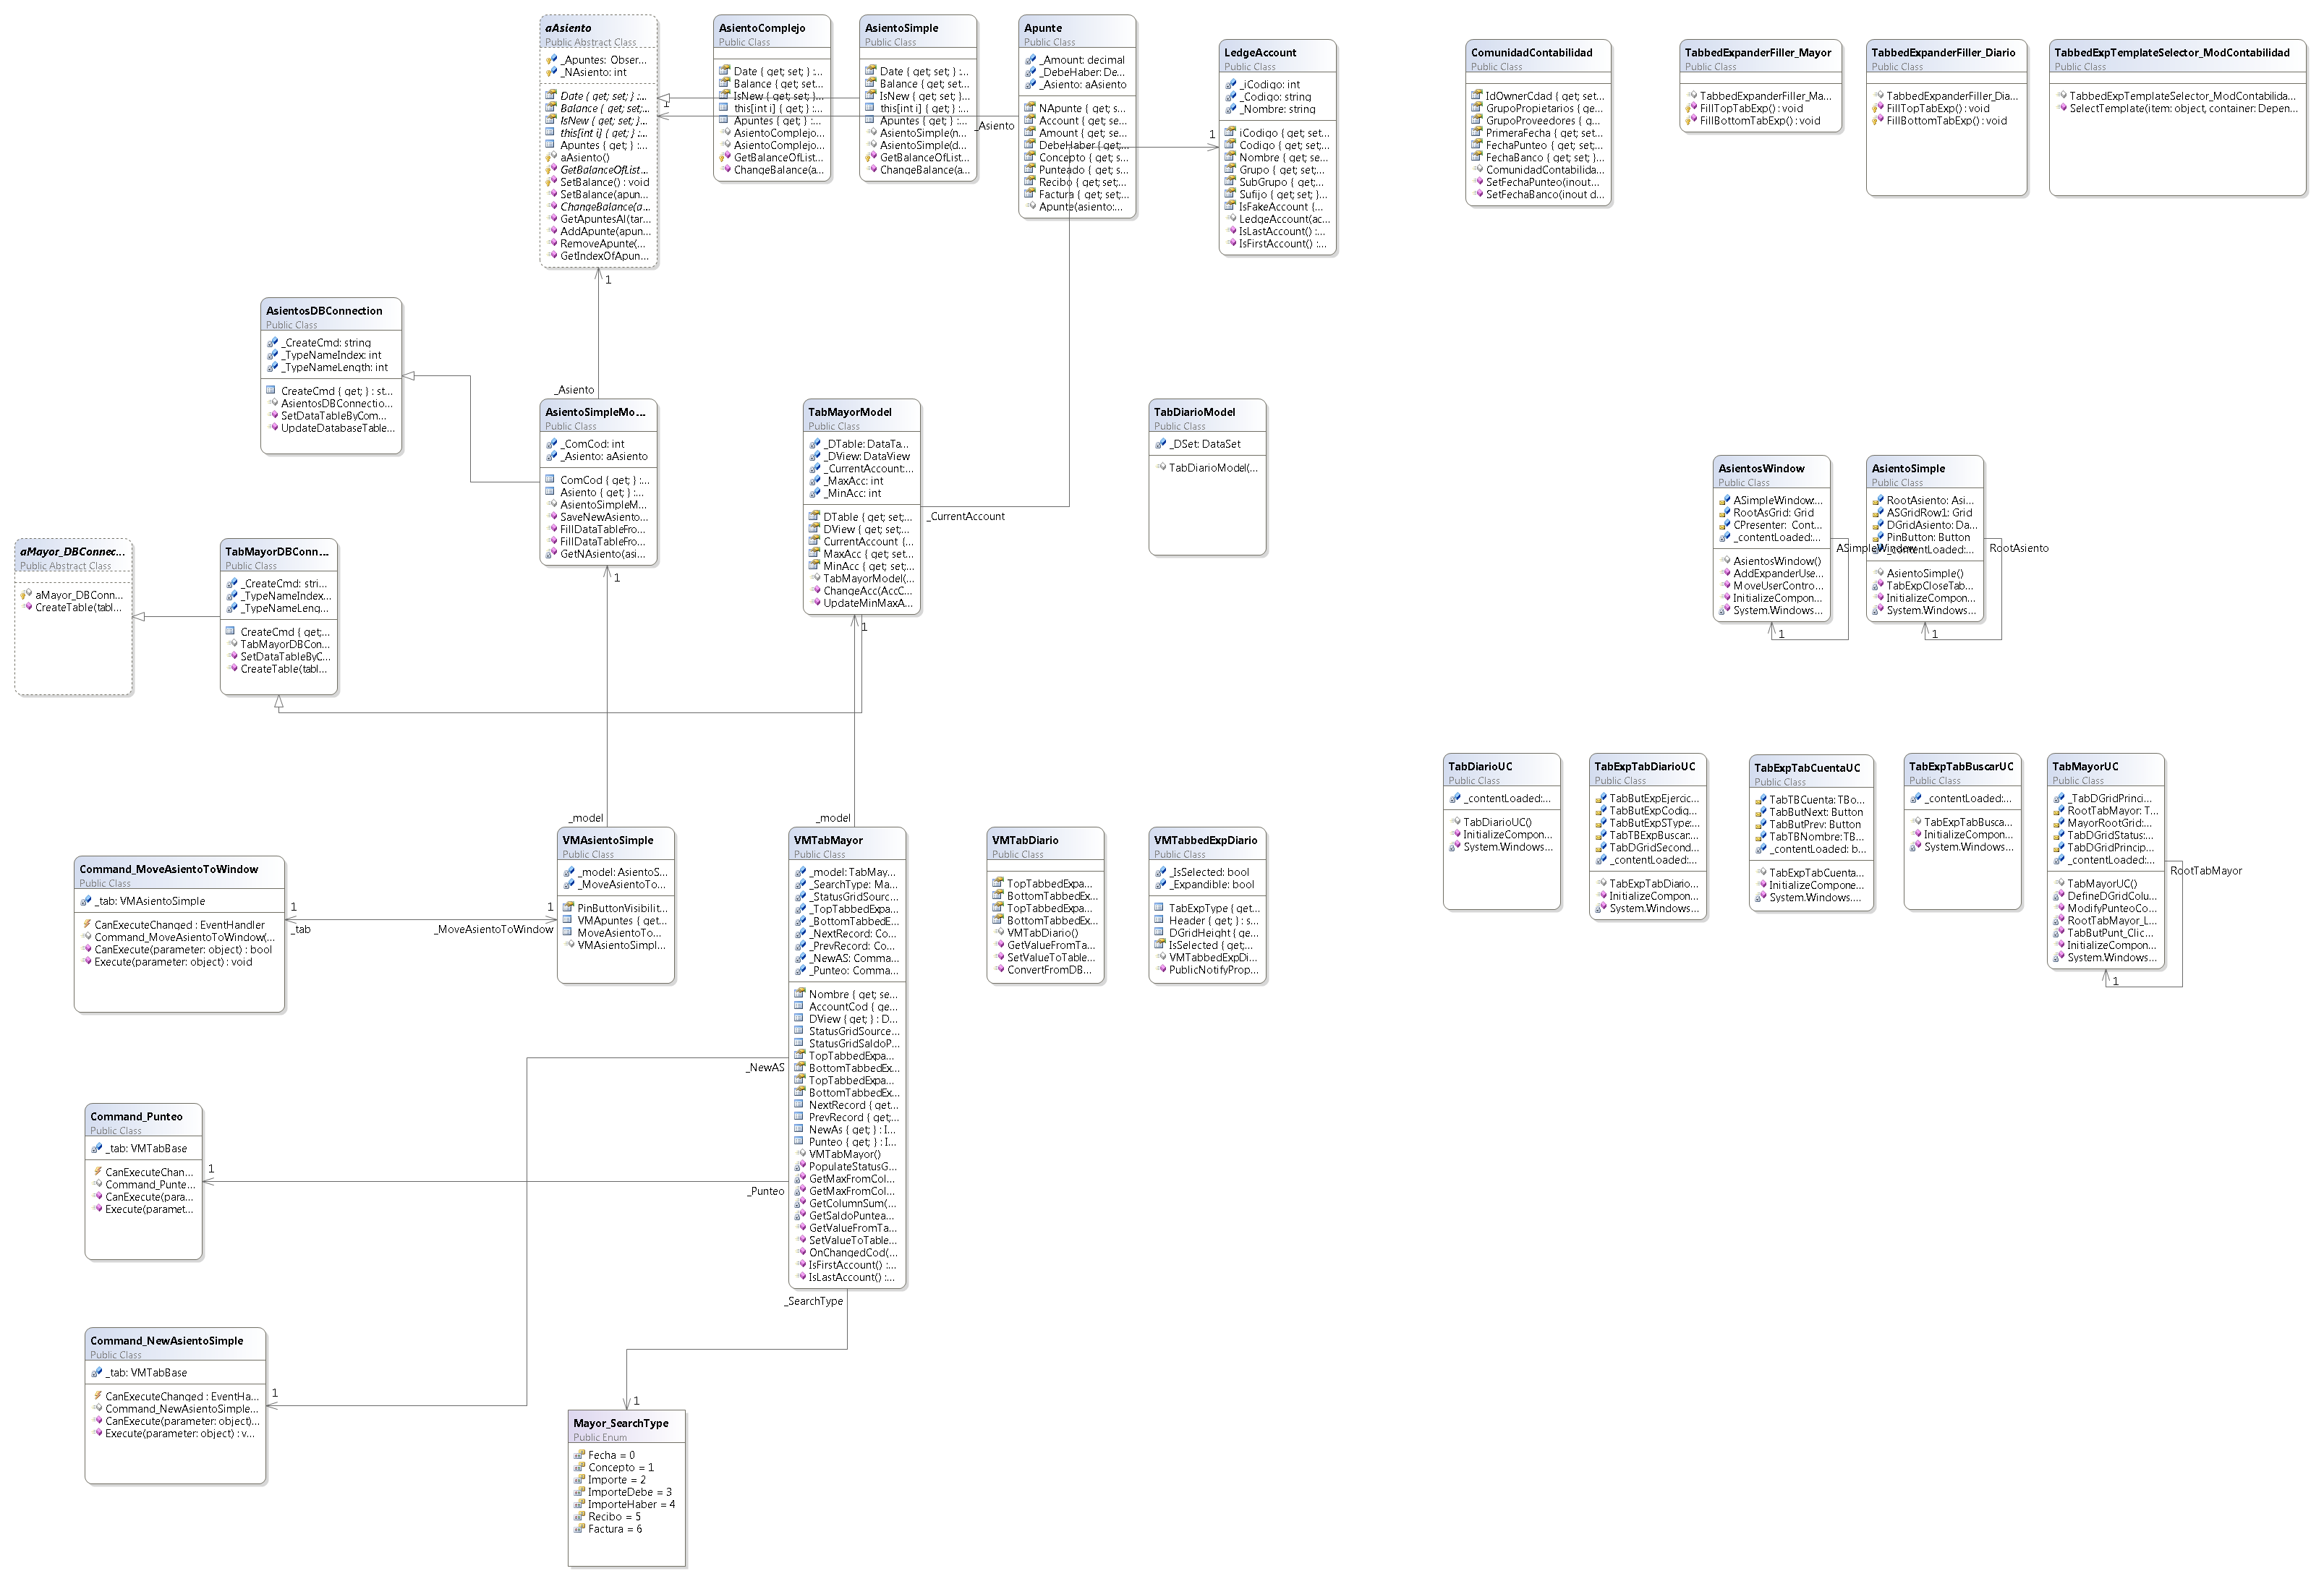 aAsiento
Public Abstract Class
_Apuntes: Obser...
_NAsiento: int
Date { get; set; } :...
Balance { get; set;...
IsNew { get; set; }...
this[int i] { get; } :...
Apuntes { get; } :...
aAsiento()
GetBalanceOfList...
SetBalance() : void
SetBalance(apun...
ChangeBalance(a...
GetApuntesAl(tar...
AddApunte(apun...
RemoveApunte(...
GetIndexOfApun...
1
1
AsientoComplejo
Public Class
Date { get; set; } :...
Balance { get; set;...
IsNew { get; set; }...
this[int i] { get; } :...
Apuntes { get; } :...
AsientoComplejo...
AsientoComplejo...
GetBalanceOfList...
ChangeBalance(a...
AsientoSimple
Public Class
Date { get; set; } :...
Balance { get; set;...
IsNew { get; set; }...
this[int i] { get; } :...
Apuntes { get; } :...
AsientoSimple(n...
AsientoSimple(d...
GetBalanceOfList...
ChangeBalance(a...
_Asiento
Apunte
Public Class
_Amount: decimal
_DebeHaber: De...
_Asiento: aAsiento
NApunte { get; s...
Account { get; se...
Amount { get; se...
DebeHaber { get;...
Concepto { get; s...
Punteado { get; s...
Recibo { get; set;...
Factura { get; set;...
Apunte(asiento:...
1
LedgeAccount
Public Class
_iCodigo: int
_Codigo: string
_Nombre: string
iCodigo { get; set...
Codigo { get; set...
Nombre { get; se...
Grupo { get; set;...
SubGrupo { get;...
Sufijo { get; set; }...
IsFakeAccount {...
LedgeAccount(ac...
IsLastAccount() :...
IsFirstAccount() :...
ComunidadContabilidad
Public Class
IdOwnerCdad { get; set...
GrupoPropietarios { ge...
GrupoProveedores { g...
PrimeraFecha { get; set...
FechaPunteo { get; set;...
FechaBanco { get; set; }...
ComunidadContabilida...
SetFechaPunteo(inout...
SetFechaBanco(inout d...
TabbedExpanderFiller_Mayor
Public Class
TabbedExpanderFiller_Ma...
FillTopTabExp() : void
FillBottomTabExp() : void
TabbedExpanderFiller_Diario
Public Class
TabbedExpanderFiller_Dia...
FillTopTabExp() : void
FillBottomTabExp() : void
TabbedExpTemplateSelector_ModContabilidad
Public Class
TabbedExpTemplateSelector_ModContabilida...
SelectTemplate(item: object, container: Depen...
AsientosDBConnection
Public Class
_CreateCmd: string
_TypeNameIndex: int
_TypeNameLength: int
CreateCmd { get; } : st...
AsientosDBConnectio...
SetDataTableByCom...
UpdateDatabaseTable...
_Asiento
AsientoSimpleMo...
Public Class
_ComCod: int
_Asiento: aAsiento
ComCod { get; } :...
Asiento { get; } :...
AsientoSimpleM...
SaveNewAsiento...
FillDataTableFro...
FillDataTableFro...
GetNAsiento(asi...
1
TabMayorModel
Public Class
_DTable: DataTa...
_DView: DataView
_CurrentAccount:...
_MaxAcc: int
_MinAcc: int
DTable { get; set;...
DView { get; set;...
CurrentAccount {...
MaxAcc { get; set...
MinAcc { get; set;...
TabMayorModel(...
ChangeAcc(AccC...
UpdateMinMaxA...
_CurrentAccount
1
TabDiarioModel
Public Class
_DSet: DataSet
TabDiarioModel(...
AsientosWindow
Public Class
ASimpleWindow:...
RootAsGrid: Grid
CPresenter: Cont...
_contentLoaded:...
AsientosWindow()
AddExpanderUse...
MoveUserContro...
InitializeCompon...
System.Windows...
ASimpleWindow
1
AsientoSimple
Public Class
RootAsiento: Asi...
ASGridRow1: Grid
DGridAsiento: Da...
PinButton: Button
_contentLoaded:...
AsientoSimple()
TabExpCloseTab...
InitializeCompon...
System.Windows...
RootAsiento
1
aMayor_DBConnec...
Public Abstract Class
aMayor_DBConn...
CreateTable(tabl...
TabMayorDBConn...
Public Class
_CreateCmd: stri...
_TypeNameIndex...
_TypeNameLeng...
CreateCmd { get;...
TabMayorDBCon...
SetDataTableByC...
CreateTable(tabl...
TabDiarioUC
Public Class
_contentLoaded:...
TabDiarioUC()
InitializeCompon...
System.Windows...
TabExpTabDiarioUC
Public Class
TabButExpEjercic...
TabButExpCodig...
TabButExpSType...
TabTBExpBuscar:...
TabDGridSecond...
_contentLoaded:...
TabExpTabDiario...
InitializeCompon...
System.Windows...
TabExpTabCuentaUC
Public Class
TabTBCuenta: TBo...
TabButNext: Button
TabButPrev: Button
TabTBNombre: TB...
_contentLoaded: b...
TabExpTabCuenta...
InitializeCompone...
System.Windows....
TabExpTabBuscarUC
Public Class
_contentLoaded:...
TabExpTabBusca...
InitializeCompon...
System.Windows...
TabMayorUC
Public Class
_TabDGridPrinci...
RootTabMayor: T...
MayorRootGrid:...
TabDGridStatus:...
TabDGridPrincip...
_contentLoaded:...
TabMayorUC()
DefineDGridColu...
ModifyPunteoCo...
RootTabMayor_L...
TabButPunt_Clic...
InitializeCompon...
System.Windows...
RootTabMayor
1
Command_MoveAsientoToWindow
Public Class
_tab: VMAsientoSimple
CanExecuteChanged : EventHandler
Command_MoveAsientoToWindow(...
CanExecute(parameter: object) : bool
Execute(parameter: object) : void
1
_tab
1
_MoveAsientoToWindow
_model
VMAsientoSimple
Public Class
_model: AsientoS...
_MoveAsientoTo...
PinButtonVisibilit...
VMApuntes { get...
MoveAsientoTo...
VMAsientoSimpl...
_model
VMTabMayor
Public Class
_model: TabMay...
_SearchType: Ma...
_StatusGridSourc...
_TopTabbedExpa...
_BottomTabbedE...
_NextRecord: Co...
_PrevRecord: Co...
_NewAS: Comma...
_Punteo: Comma...
Nombre { get; se...
AccountCod { ge...
DView { get; } : D...
StatusGridSource...
StatusGridSaldoP...
TopTabbedExpa...
BottomTabbedEx...
TopTabbedExpa...
BottomTabbedEx...
NextRecord { get...
PrevRecord { get;...
NewAs { get; } : I...
Punteo { get; } : I...
VMTabMayor()
PopulateStatusG...
GetMaxFromCol...
GetMaxFromCol...
GetColumnSum(...
GetSaldoPuntea...
GetValueFromTa...
SetValueToTable...
OnChangedCod(...
IsFirstAccount() :...
IsLastAccount() :...
VMTabDiario
Public Class
TopTabbedExpa...
BottomTabbedEx...
TopTabbedExpa...
BottomTabbedEx...
VMTabDiario()
GetValueFromTa...
SetValueToTable...
ConvertFromDB...
VMTabbedExpDiario
Public Class
_IsSelected: bool
_Expandible: bool
TabExpType { get...
Header { get; } : s...
DGridHeight { ge...
IsSelected { get;...
VMTabbedExpDi...
PublicNotifyProp...
_NewAS
_Punteo
_SearchType
Command_Punteo
Public Class
_tab: VMTabBase
CanExecuteChan...
Command_Punte...
CanExecute(para...
Execute(paramet...
1
Command_NewAsientoSimple
Public Class
_tab: VMTabBase
CanExecuteChanged : EventHa...
Command_NewAsientoSimple...
CanExecute(parameter: object)...
Execute(parameter: object) : v...
1
1
Mayor_SearchType
Public Enum
Fecha = 0
Concepto = 1
Importe = 2
ImporteDebe = 3
ImporteHaber = 4
Recibo = 5
Factura = 6